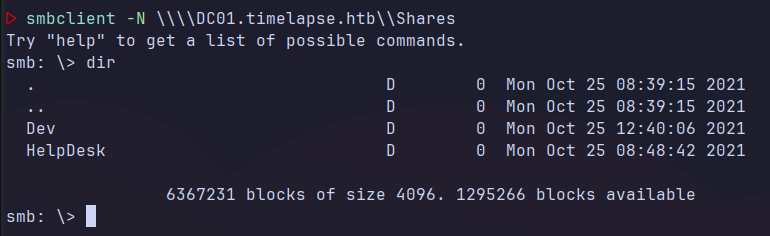 ▷ smbclient -N \\\\DC01.timelapse.htb\\Shares
Try "help" to get a list of possible commands.
smb: \> dir
  .                                   D        0  Mon Oct 25 08:39:15 2021
  ..                                  D        0  Mon Oct 25 08:39:15 2021
  Dev                                 D        0  Mon Oct 25 12:40:06 2021
  HelpDesk                            D        0  Mon Oct 25 08:48:42 2021
                6367231 blocks of size 4096. 1295266 blocks available
smb: \>